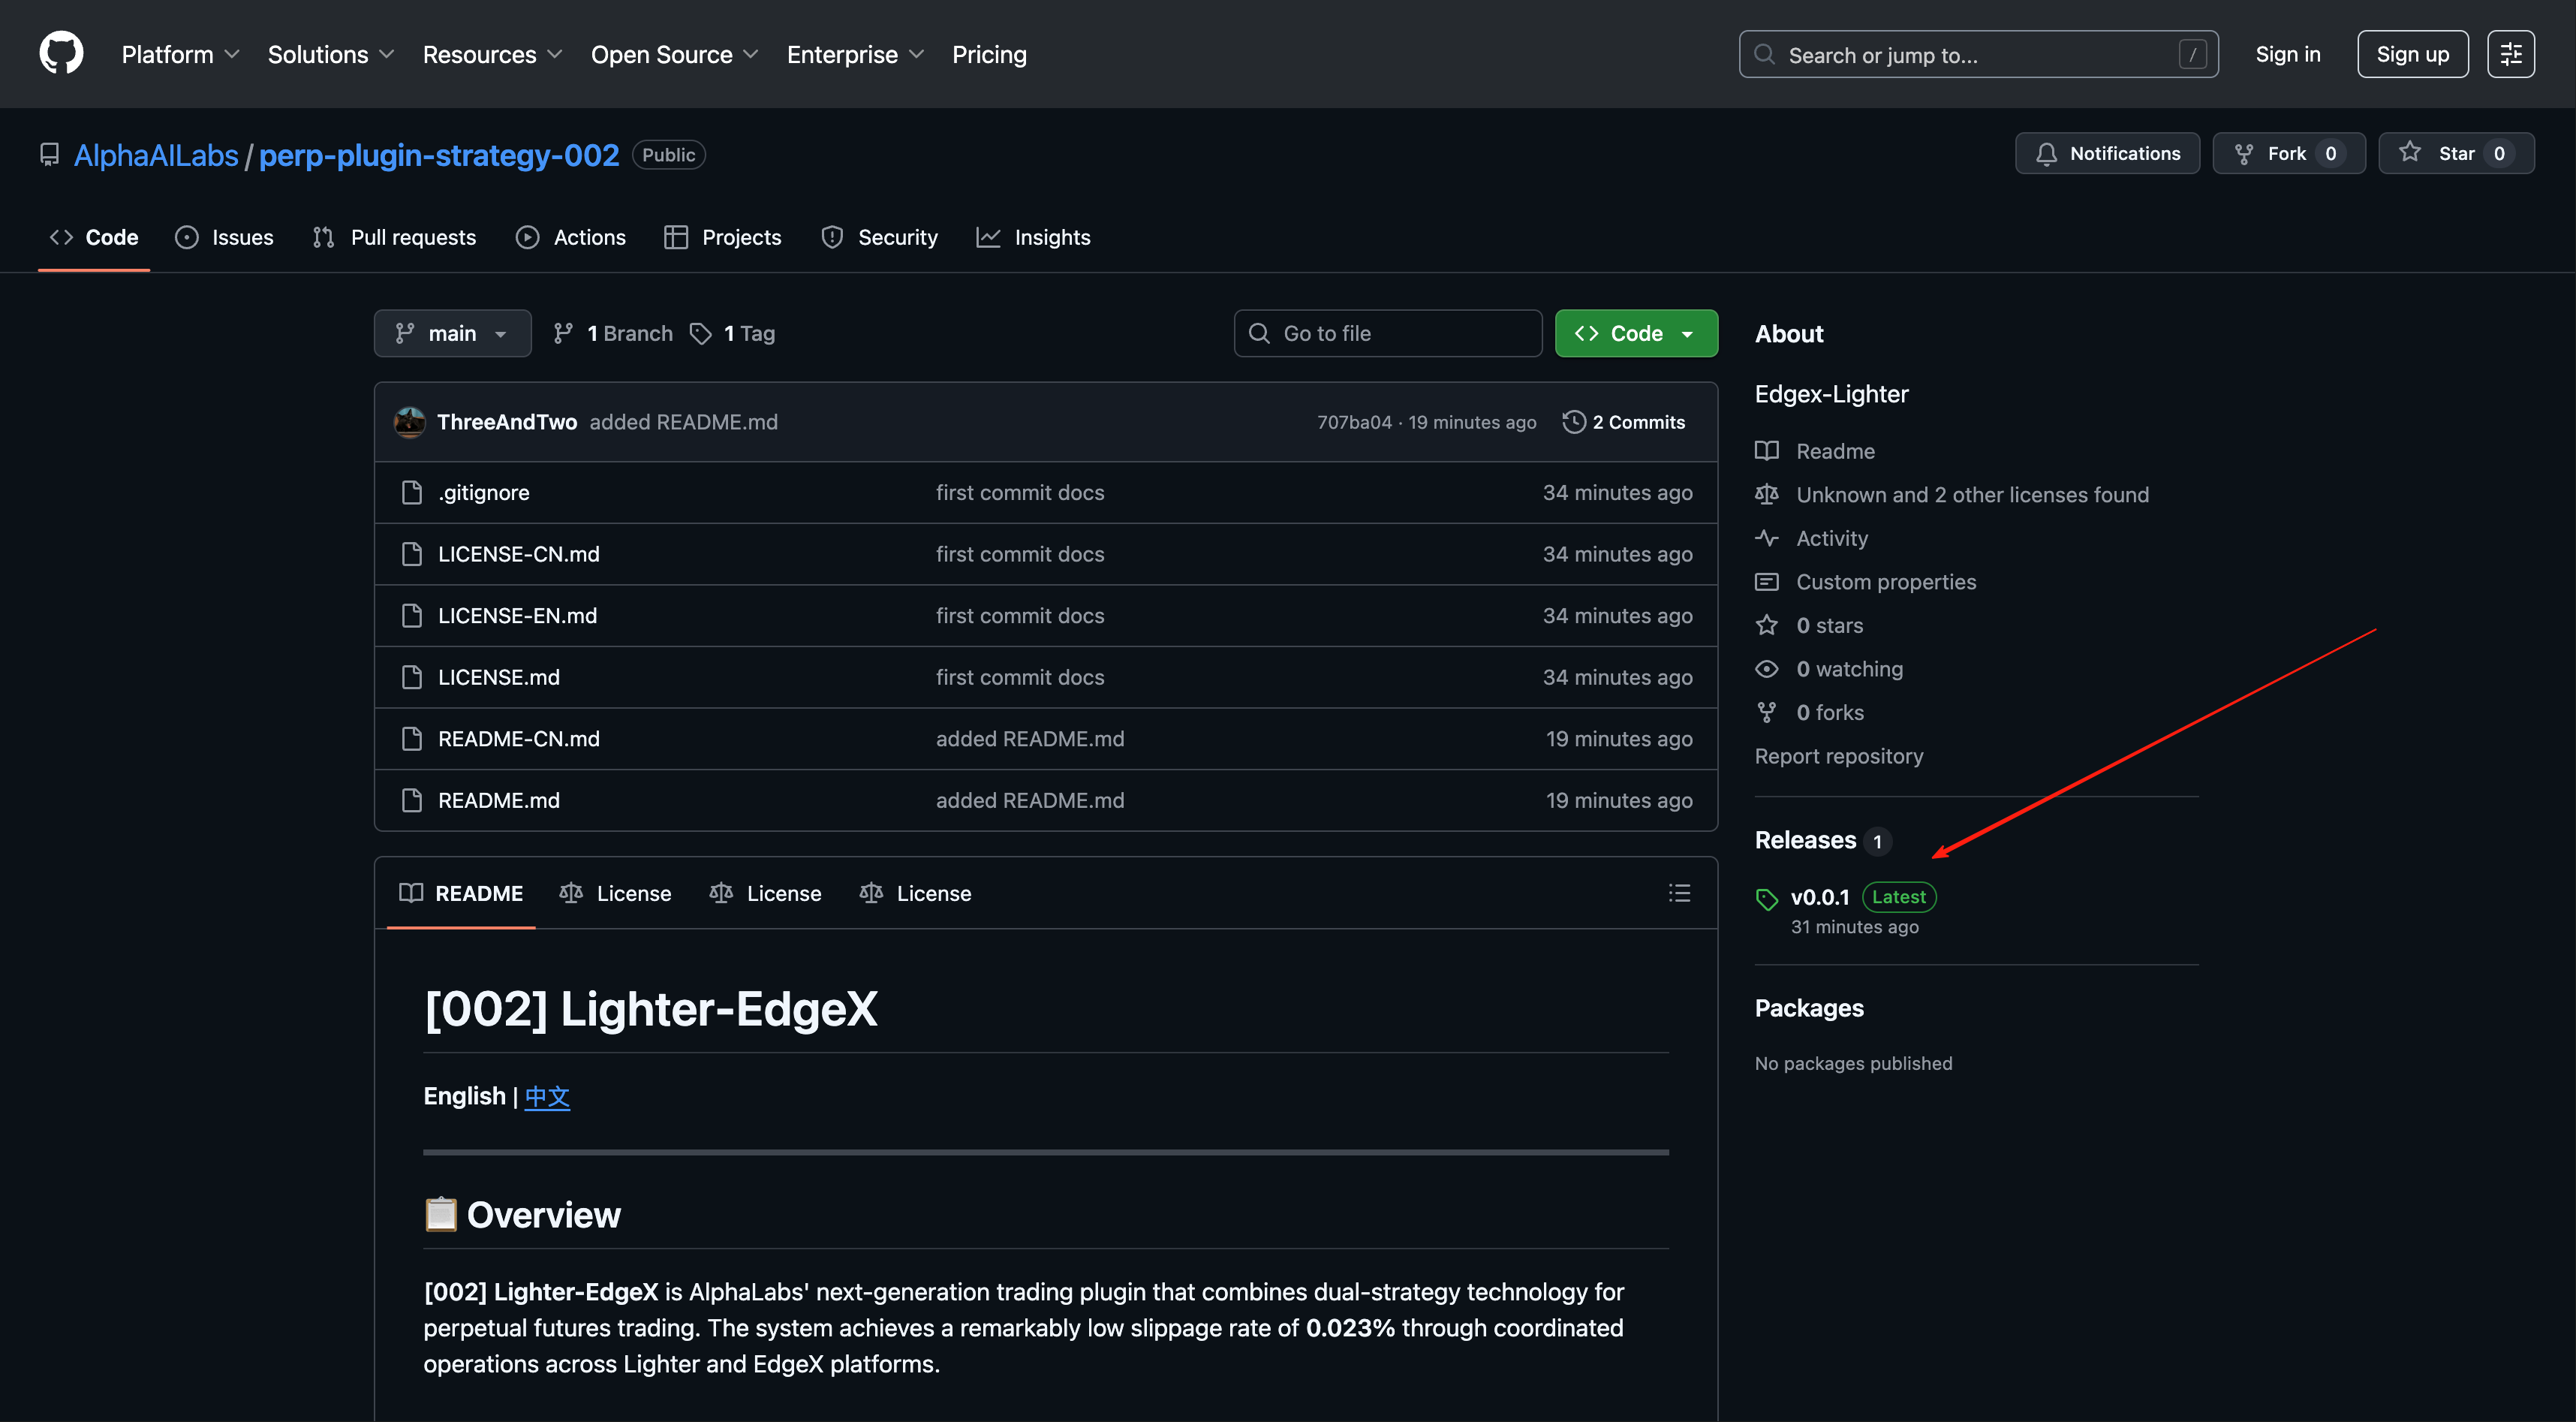 Platform Solutions Resources Open Source Enterprise Pricing Search or jump to... / Sign in Sign up
AlphaAILabs / perp-plugin-strategy-002 Public Notifications Fork 0 Star 0
Code Issues Pull requests Actions Projects Security Insights
main 1 Branch 1 Tag Go to file Code
ThreeAndTwo added README.md 707ba04 · 19 minutes ago 2 Commits
.gitignore first commit docs 34 minutes ago
LICENSE-CN.md first commit docs 34 minutes ago
LICENSE-EN.md first commit docs 34 minutes ago
LICENSE.md first commit docs 34 minutes ago
README-CN.md added README.md 19 minutes ago
README.md added README.md 19 minutes ago
README License License License
[002] Lighter-EdgeX
English | 中文
📋 Overview
[002] Lighter-EdgeX is AlphaLabs' next-generation trading plugin that combines dual-strategy technology for
perpetual futures trading. The system achieves a remarkably low slippage rate of 0.023% through coordinated
operations across Lighter and EdgeX platforms.
About
Edgex-Lighter
Readme
Unknown and 2 other licenses found
Activity
Custom properties
0 stars
0 watching
0 forks
Report repository
Releases 1
v0.0.1 Latest
31 minutes ago
Packages
No packages published